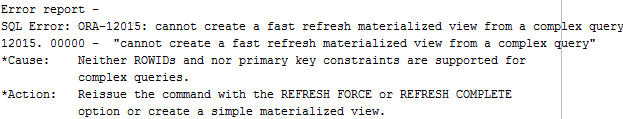 Error report -
SQL Error: ORA-12015: cannot create a fast refresh materialized view from a complex query
12015. 00000 -  "cannot create a fast refresh materialized view from a complex query"
*Cause:    Neither ROWIDs and nor primary key constraints are supported for
           complex queries.
*Action:   Reissue the command with the REFRESH FORCE or REFRESH COMPLETE
           option or create a simple materialized view.